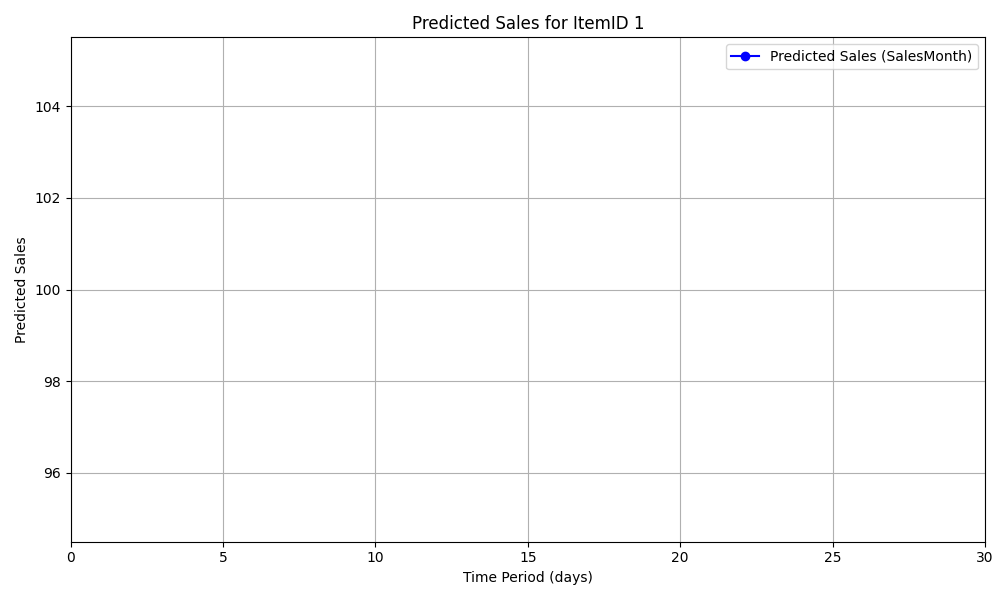 Predicted Sales for ItemID 1
Predicted Sales (SalesMonth)
104
102
100
98
96
Predicted Sales
0 5 10 15 20 25 30
Time Period (days)